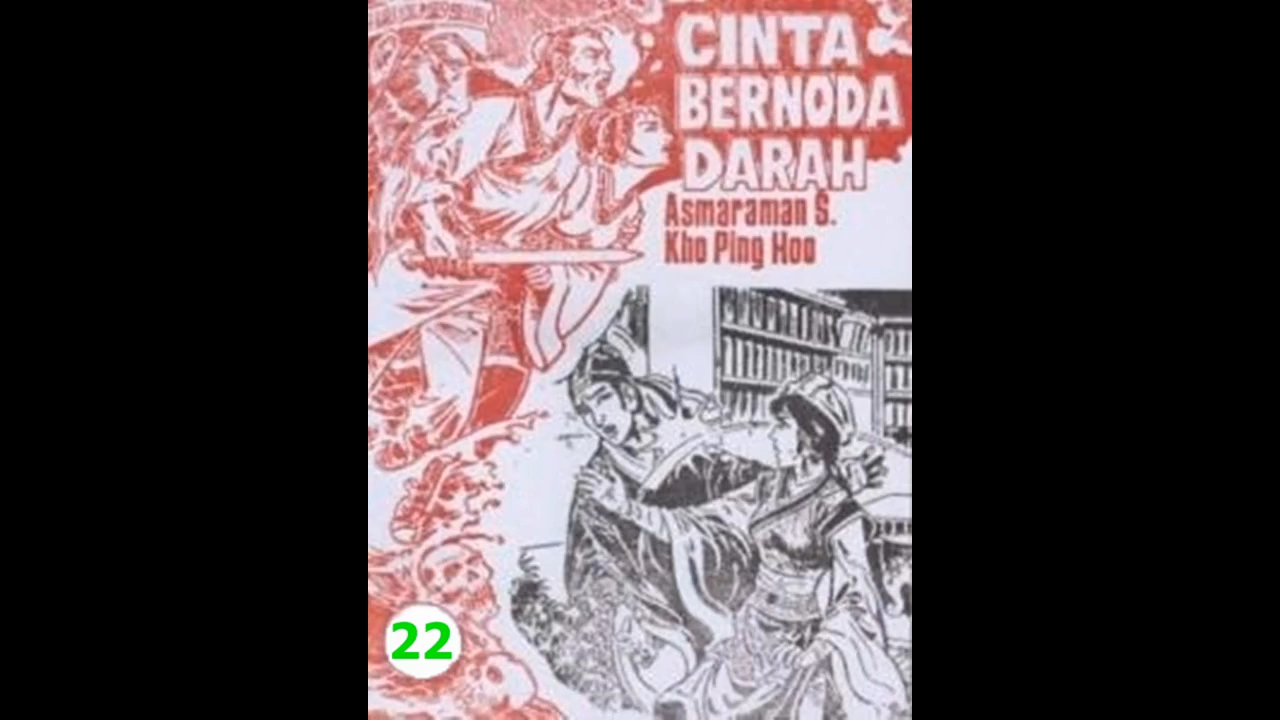 CINTA
BERNODA
DARAH
Asmaraman S.
Kho Ping Hoo
22